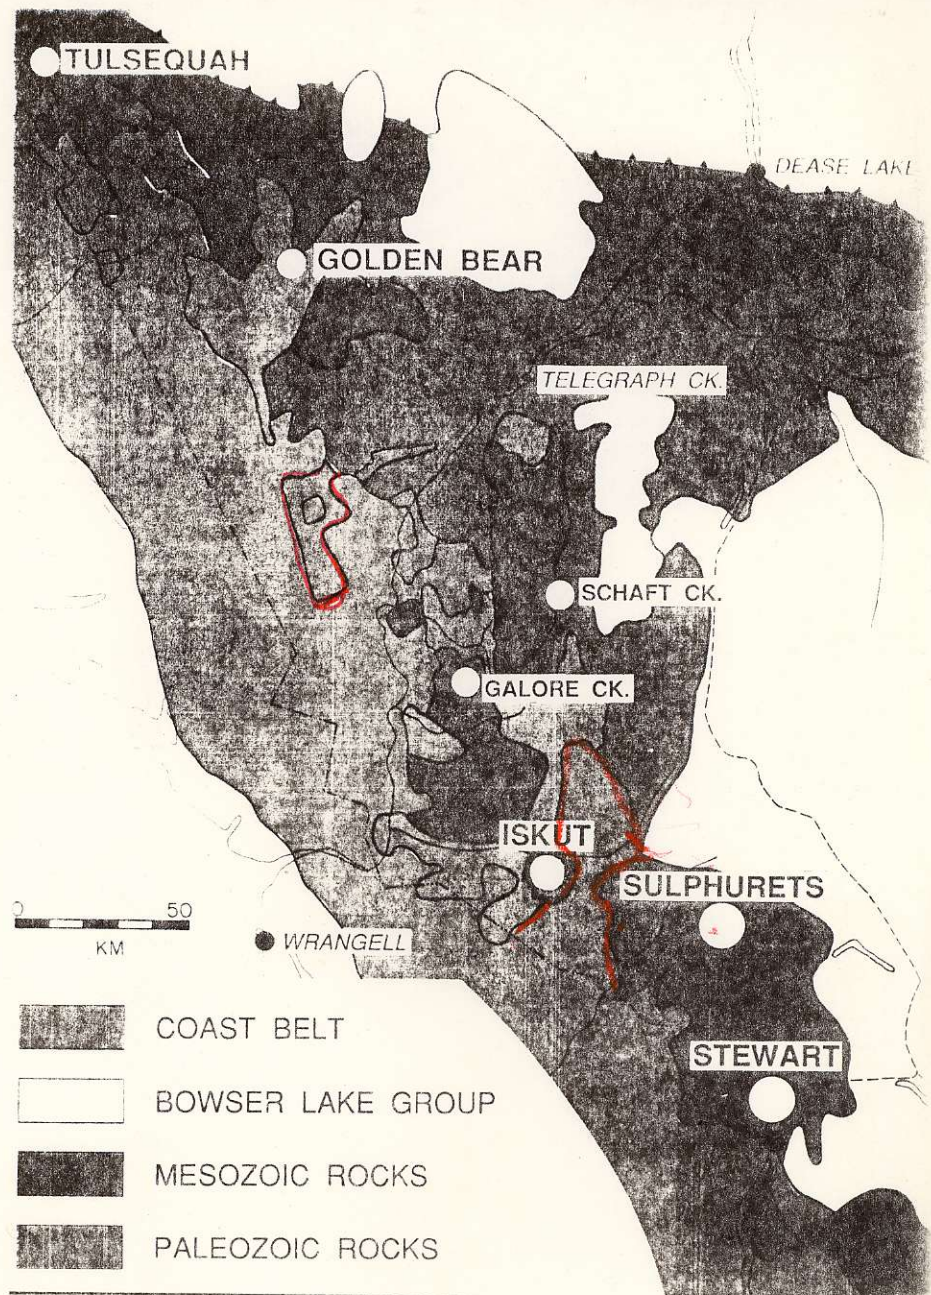 TULSEQUAH
DEASE LAKE
GOLDEN BEAR
TELEGRAPH CK.
SCHAFT CK.
GALORE CK.
ISKUT
SULPHURETS
0 50
KM
WRANGELL
STEWART
COAST BELT
BOWSER LAKE GROUP
MESOZOIC ROCKS
PALEOZOIC ROCKS